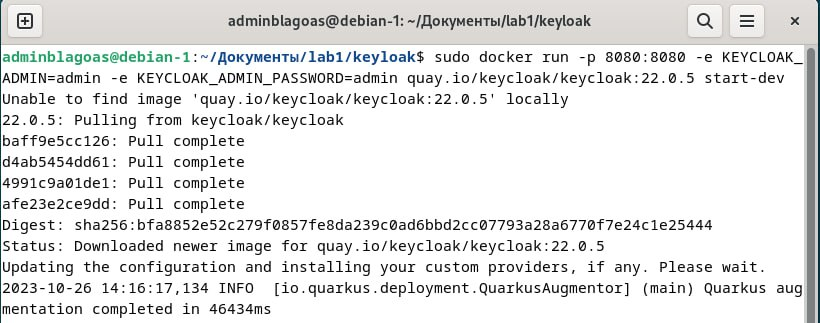 adminblagoas@debian-1: ~/Документы/lab1/keyloak
adminblagoas@debian-1:~/Документы/lab1/keyloak$ sudo docker run -p 8080:8080 -e KEYCLOAK_
ADMIN=admin -e KEYCLOAK_ADMIN_PASSWORD=admin quay.io/keycloak/keycloak:22.0.5 start-dev
Unable to find image 'quay.io/keycloak/keycloak:22.0.5' locally
22.0.5: Pulling from keycloak/keycloak
baff9e5cc126: Pull complete
d4ab5454dd61: Pull complete
4991c9a01de1: Pull complete
afe23e2ce9dd: Pull complete
Digest: sha256:bfa8852e52c279f0857fe8da239c0ad6bbd2cc07793a28a6770f7e24c1e25444
Status: Downloaded newer image for quay.io/keycloak/keycloak:22.0.5
Updating the configuration and installing your custom providers, if any. Please wait.
2023-10-26 14:16:17,134 INFO  [io.quarkus.deployment.QuarkusAugmentor] (main) Quarkus aug
mentation completed in 46434ms